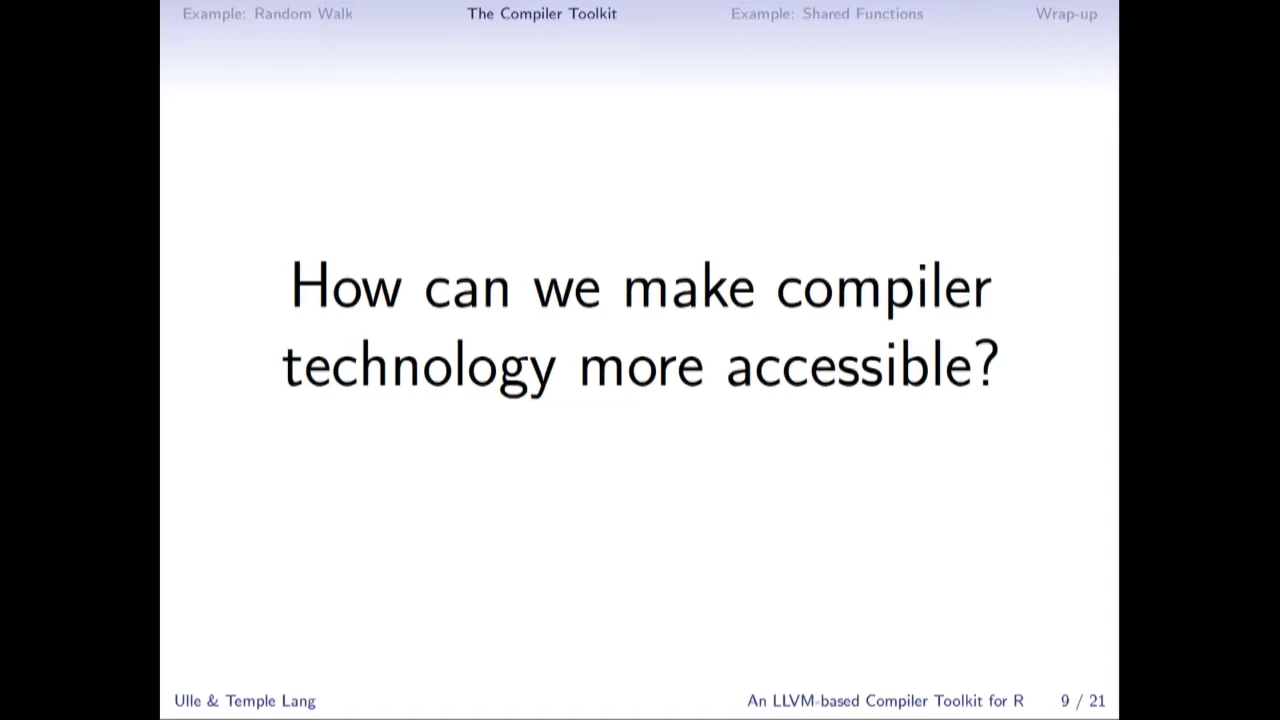 Example: Random Walk The Compiler Toolkit Example: Shared Functions Wrap-up
How can we make compiler
technology more accessible?
Ulle & Temple Lang An LLVM-based Compiler Toolkit for R 9 / 21